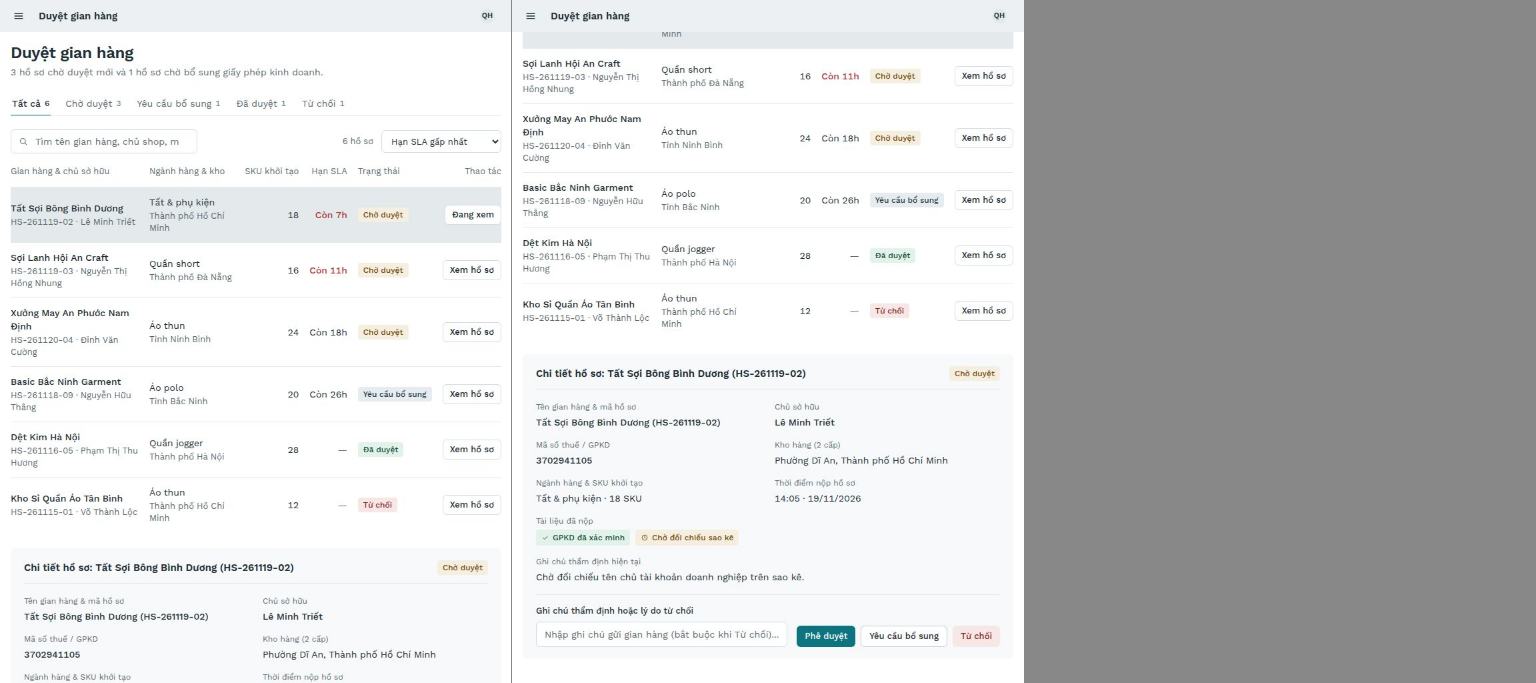 Duyệt gian hàng
QH
Duyệt gian hàng
3 hồ sơ chờ duyệt mới và 1 hồ sơ chờ bổ sung giấy phép kinh doanh.
Tất cả 6 Chờ duyệt 3 Yêu cầu bổ sung 1 Đã duyệt 1 Từ chối 1
Tìm tên gian hàng, chủ shop, m
6 hồ sơ
Hạn SLA gấp nhất
Gian hàng & chủ sở hữu Ngành hàng & kho SKU khởi tạo Hạn SLA Trạng thái Thao tác
Tất Sợi Bông Bình Dương
HS-261119-02 · Lê Minh Triết
Tất & phụ kiện
Thành phố Hồ Chí
Minh
18 Còn 7h Chờ duyệt Đang xem
Sợi Lanh Hội An Craft
HS-261119-03 · Nguyễn Thị
Hồng Nhung
Quần short
Thành phố Đà Nẵng
16 Còn 11h Chờ duyệt Xem hồ sơ
Xưởng May An Phước Nam
Định
HS-261120-04 · Đinh Văn
Cường
Áo thun
Tỉnh Ninh Bình
24 Còn 18h Chờ duyệt Xem hồ sơ
Basic Bắc Ninh Garment
HS-261118-09 · Nguyễn Hữu
Thắng
Áo polo
Tỉnh Bắc Ninh
20 Còn 26h Yêu cầu bổ sung Xem hồ sơ
Dệt Kim Hà Nội
HS-261116-05 · Phạm Thị Thu
Hương
Quần jogger
Thành phố Hà Nội
28 — Đã duyệt Xem hồ sơ
Kho Sỉ Quần Áo Tân Bình
HS-261115-01 · Võ Thành Lộc
Áo thun
Thành phố Hồ Chí
Minh
12 — Từ chối Xem hồ sơ
Chi tiết hồ sơ: Tất Sợi Bông Bình Dương (HS-261119-02) Chờ duyệt
Tên gian hàng & mã hồ sơ Chủ sở hữu
Tất Sợi Bông Bình Dương (HS-261119-02) Lê Minh Triết
Mã số thuế / GPKD Kho hàng (2 cấp)
3702941105 Phường Dĩ An, Thành phố Hồ Chí Minh
Ngành hàng & SKU khởi tạo Thời điểm nộp hồ sơ
Duyệt gian hàng
QH
Minh
Sợi Lanh Hội An Craft
HS-261119-03 · Nguyễn Thị
Hồng Nhung
Quần short
Thành phố Đà Nẵng
16 Còn 11h Chờ duyệt Xem hồ sơ
Xưởng May An Phước Nam
Định
HS-261120-04 · Đinh Văn
Cường
Áo thun
Tỉnh Ninh Bình
24 Còn 18h Chờ duyệt Xem hồ sơ
Basic Bắc Ninh Garment
HS-261118-09 · Nguyễn Hữu
Thắng
Áo polo
Tỉnh Bắc Ninh
20 Còn 26h Yêu cầu bổ sung Xem hồ sơ
Dệt Kim Hà Nội
HS-261116-05 · Phạm Thị Thu
Hương
Quần jogger
Thành phố Hà Nội
28 — Đã duyệt Xem hồ sơ
Kho Sỉ Quần Áo Tân Bình
HS-261115-01 · Võ Thành Lộc
Áo thun
Thành phố Hồ Chí
Minh
12 — Từ chối Xem hồ sơ
Chi tiết hồ sơ: Tất Sợi Bông Bình Dương (HS-261119-02) Chờ duyệt
Tên gian hàng & mã hồ sơ Chủ sở hữu
Tất Sợi Bông Bình Dương (HS-261119-02) Lê Minh Triết
Mã số thuế / GPKD Kho hàng (2 cấp)
3702941105 Phường Dĩ An, Thành phố Hồ Chí Minh
Ngành hàng & SKU khởi tạo Thời điểm nộp hồ sơ
Tất & phụ kiện · 18 SKU 14:05 · 19/11/2026
Tài liệu đã nộp
GPKD đã xác minh Chờ đối chiếu sao kê
Ghi chú thẩm định hiện tại
Chờ đối chiếu tên chủ tài khoản doanh nghiệp trên sao kê.
Ghi chú thẩm định hoặc lý do từ chối
Nhập ghi chú gửi gian hàng (bắt buộc khi Từ chối)... Phê duyệt Yêu cầu bổ sung Từ chối